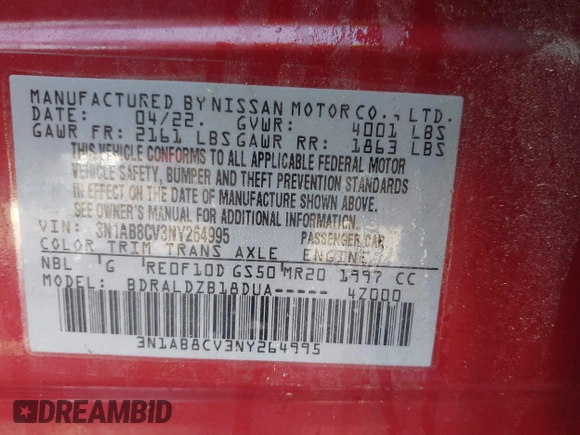 MANUFACTURED BY NISSAN MOTOR CO., LTD.
DATE: 04/22. GVWR: 4001 LBS
GAWR FR: 2161 LBS GAWR RR: 1863 LBS
THIS VEHICLE CONFORMS TO ALL APPLICABLE FEDERAL MOTOR
VEHICLE SAFETY, BUMPER AND THEFT PREVENTION STANDARDS
IN EFFECT ON THE DATE OF MANUFACTURE SHOWN ABOVE.
SEE OWNER'S MANUAL FOR ADDITIONAL INFORMATION.
VIN: 3N1AB8CV3NY264995 PASSENGER CAR
COLOR TRIM TRANS AXLE ENGINE
NBL G RE0F10D GS50 MR20 1997 CC
MODEL: BDRALDZB18DUA----- 4Z000
3N1AB8CV3NY264995
DREAMBID